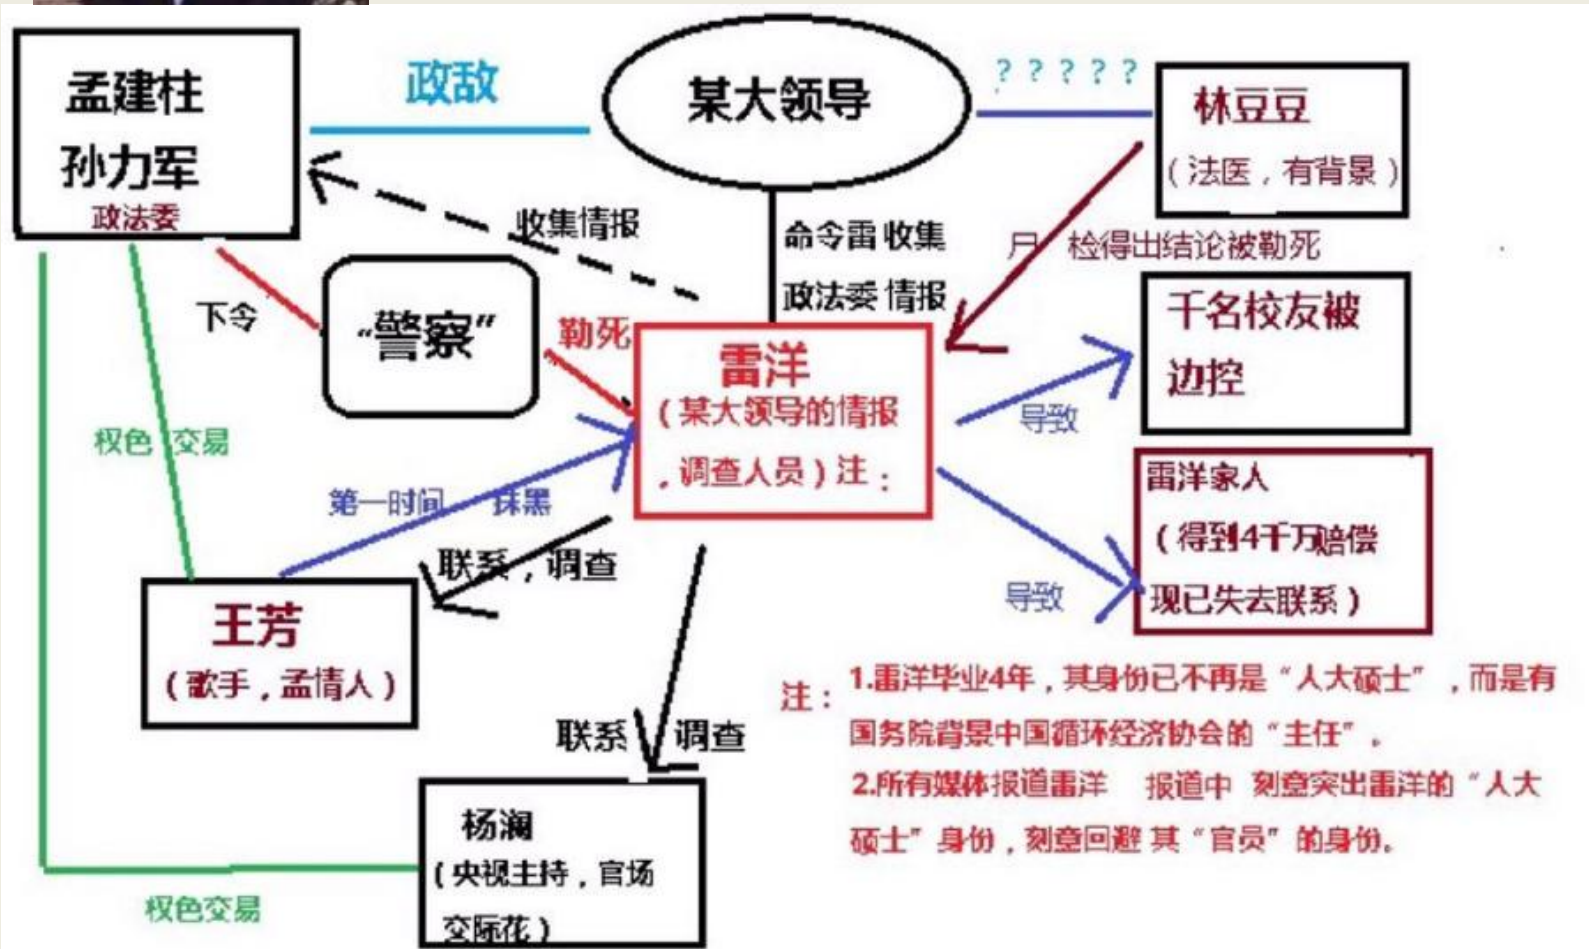 孟建柱
孙力军
政法委
政敌
某大领导
?????
林豆豆
(法医，有背景)
收集情报
命令雷 收集
政法委 情报
尸 检得出结论被勒死
下令
“警察”
勒死
雷洋
(某大领导的情报
，调查人员)注：
千名校友被
边控
导致
权色 交易
第一时间 抹黑
雷洋家人
(得到4千万赔偿
现已失去联系)
导致
联系，调查
王芳
(歌手，孟情人)
联系 调查
注：
1.雷洋毕业4年，其身份已不再是“人大硕士”，而是有
国务院背景中国循环经济协会的“主任”。
2.所有媒体报道雷洋 报道中 刻意突出雷洋的“人大
硕士”身份，刻意回避 其“官员”的身份。
杨澜
(央视主持，官场
交际花)
权色交易